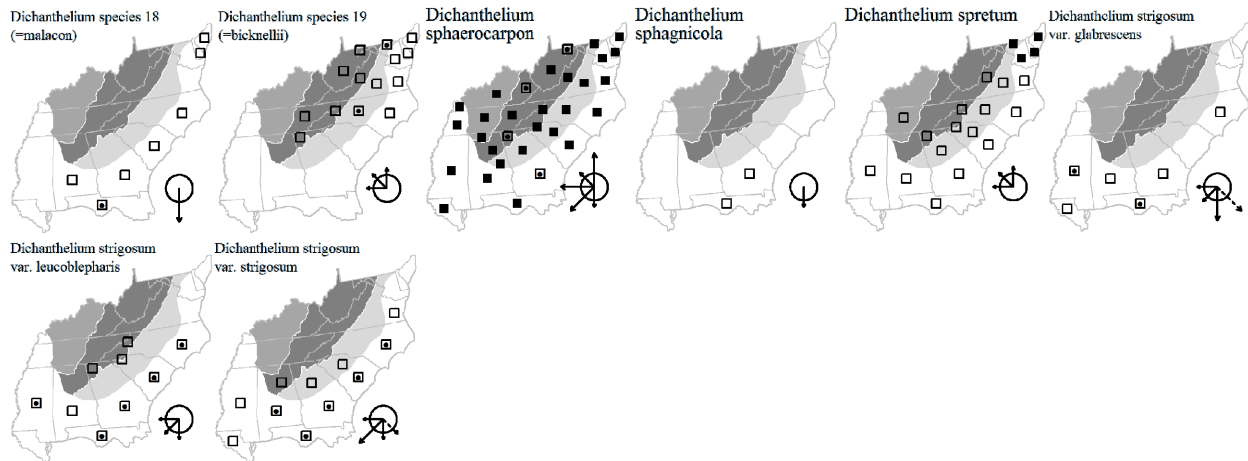 Dichanthelium species 18
(=malacon)
Dichanthelium species 19
(=bicknellii)
Dichanthelium
sphaerocarpon
Dichanthelium
sphagnicola
Dichanthelium spretum
Dichanthelium strigosum
var. glabrescens
Dichanthelium strigosum
var. leucoblepharis
Dichanthelium strigosum
var. strigosum